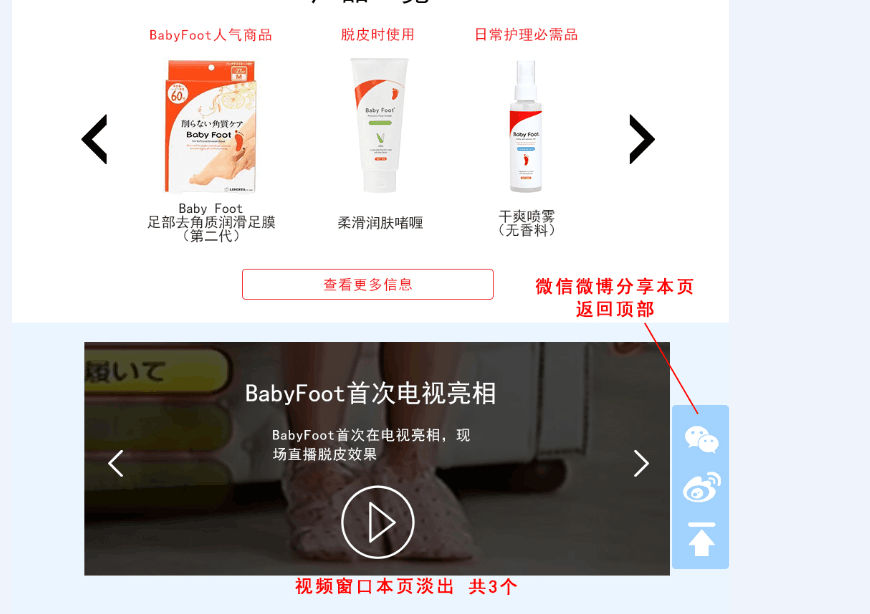 BabyFoot人气商品
脱皮时使用
日常护理必需品
60
削らない角質ケア
Baby Foot
Baby Foot
Baby Foot
Baby Foot
足部去角质润滑足膜
（第二代）
柔滑润肤啫喱
干爽喷雾
（无香料）
查看更多信息
微信微博分享本页
返回顶部
履いて
BabyFoot首次电视亮相
BabyFoot首次在电视亮相，现
场直播脱皮效果
视频窗口本页淡出 共3个